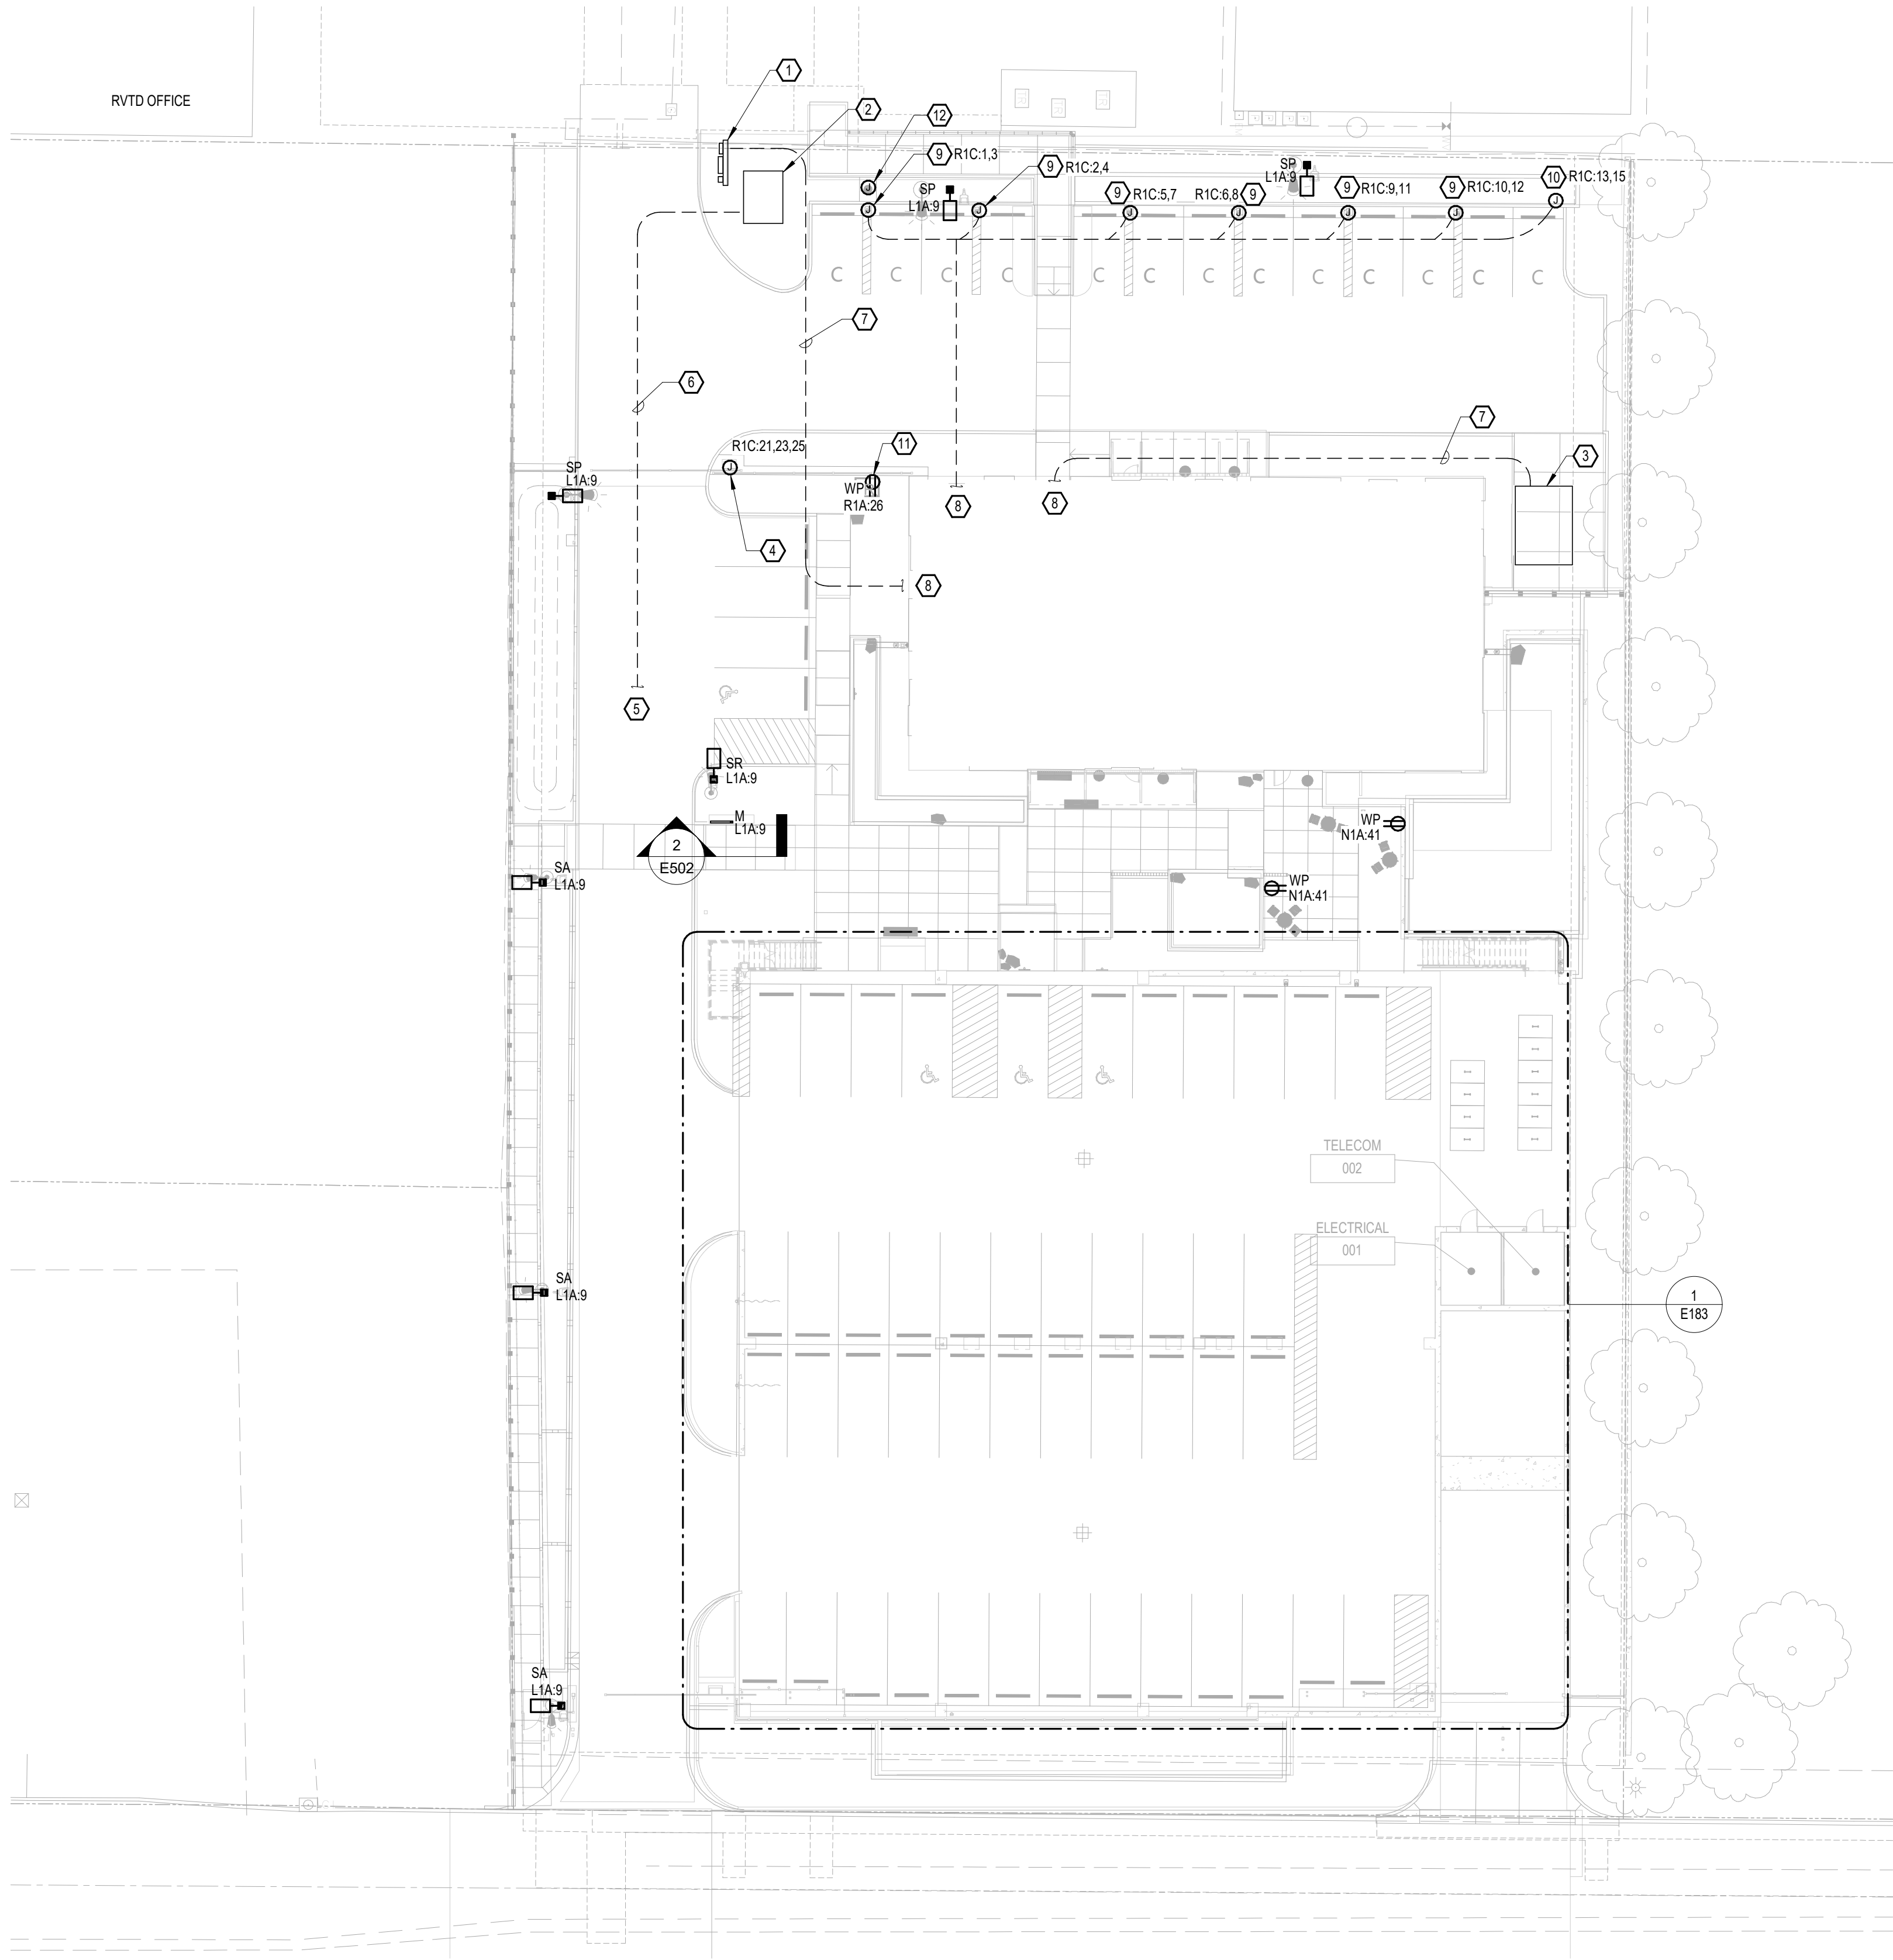 1
RVTD OFFICE
2
12
9 R1C:1,3
9 R1C:2,4
SP
L1A:9
SP
L1A:9
9 R1C:5,7
R1C:6,8 9
9 R1C:9,11
9 R1C:10,12
10 R1C:13,15
J
J
J
J
J
J
J
J
C C C C C C C C C C C C
7
6
R1C:21,23,25
11
7
3
J
SP
L1A:9
WP
R1A:26
8
8
4
8
5
SR
L1A:9
M
L1A:9
2
E502
WP
N1A:41
SA
L1A:9
WP
N1A:41
TELECOM
002
ELECTRICAL
001
SA
L1A:9
1
E183
SA
L1A:9